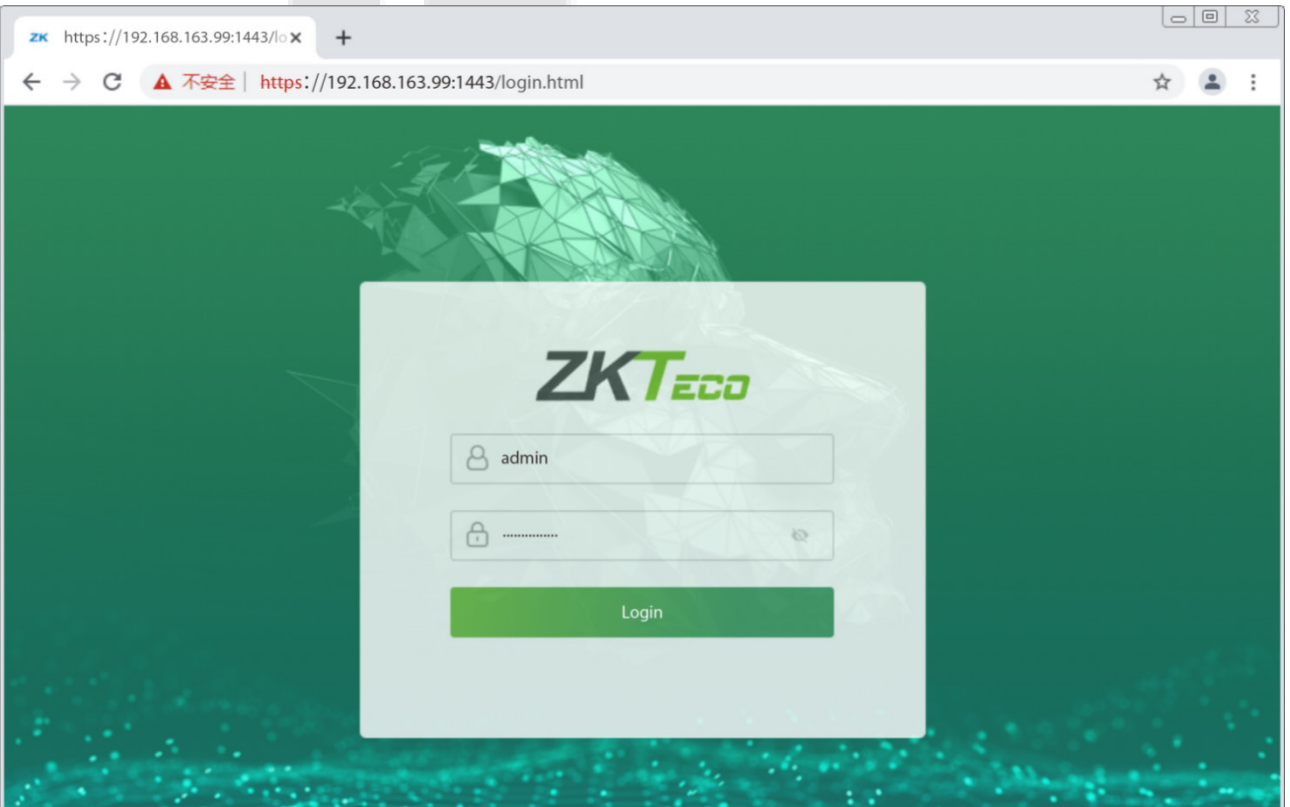 ZK https://192.168.163.99:1443/lo
不安全 https://192.168.163.99:1443/login.html
ZKTECO
admin
Login